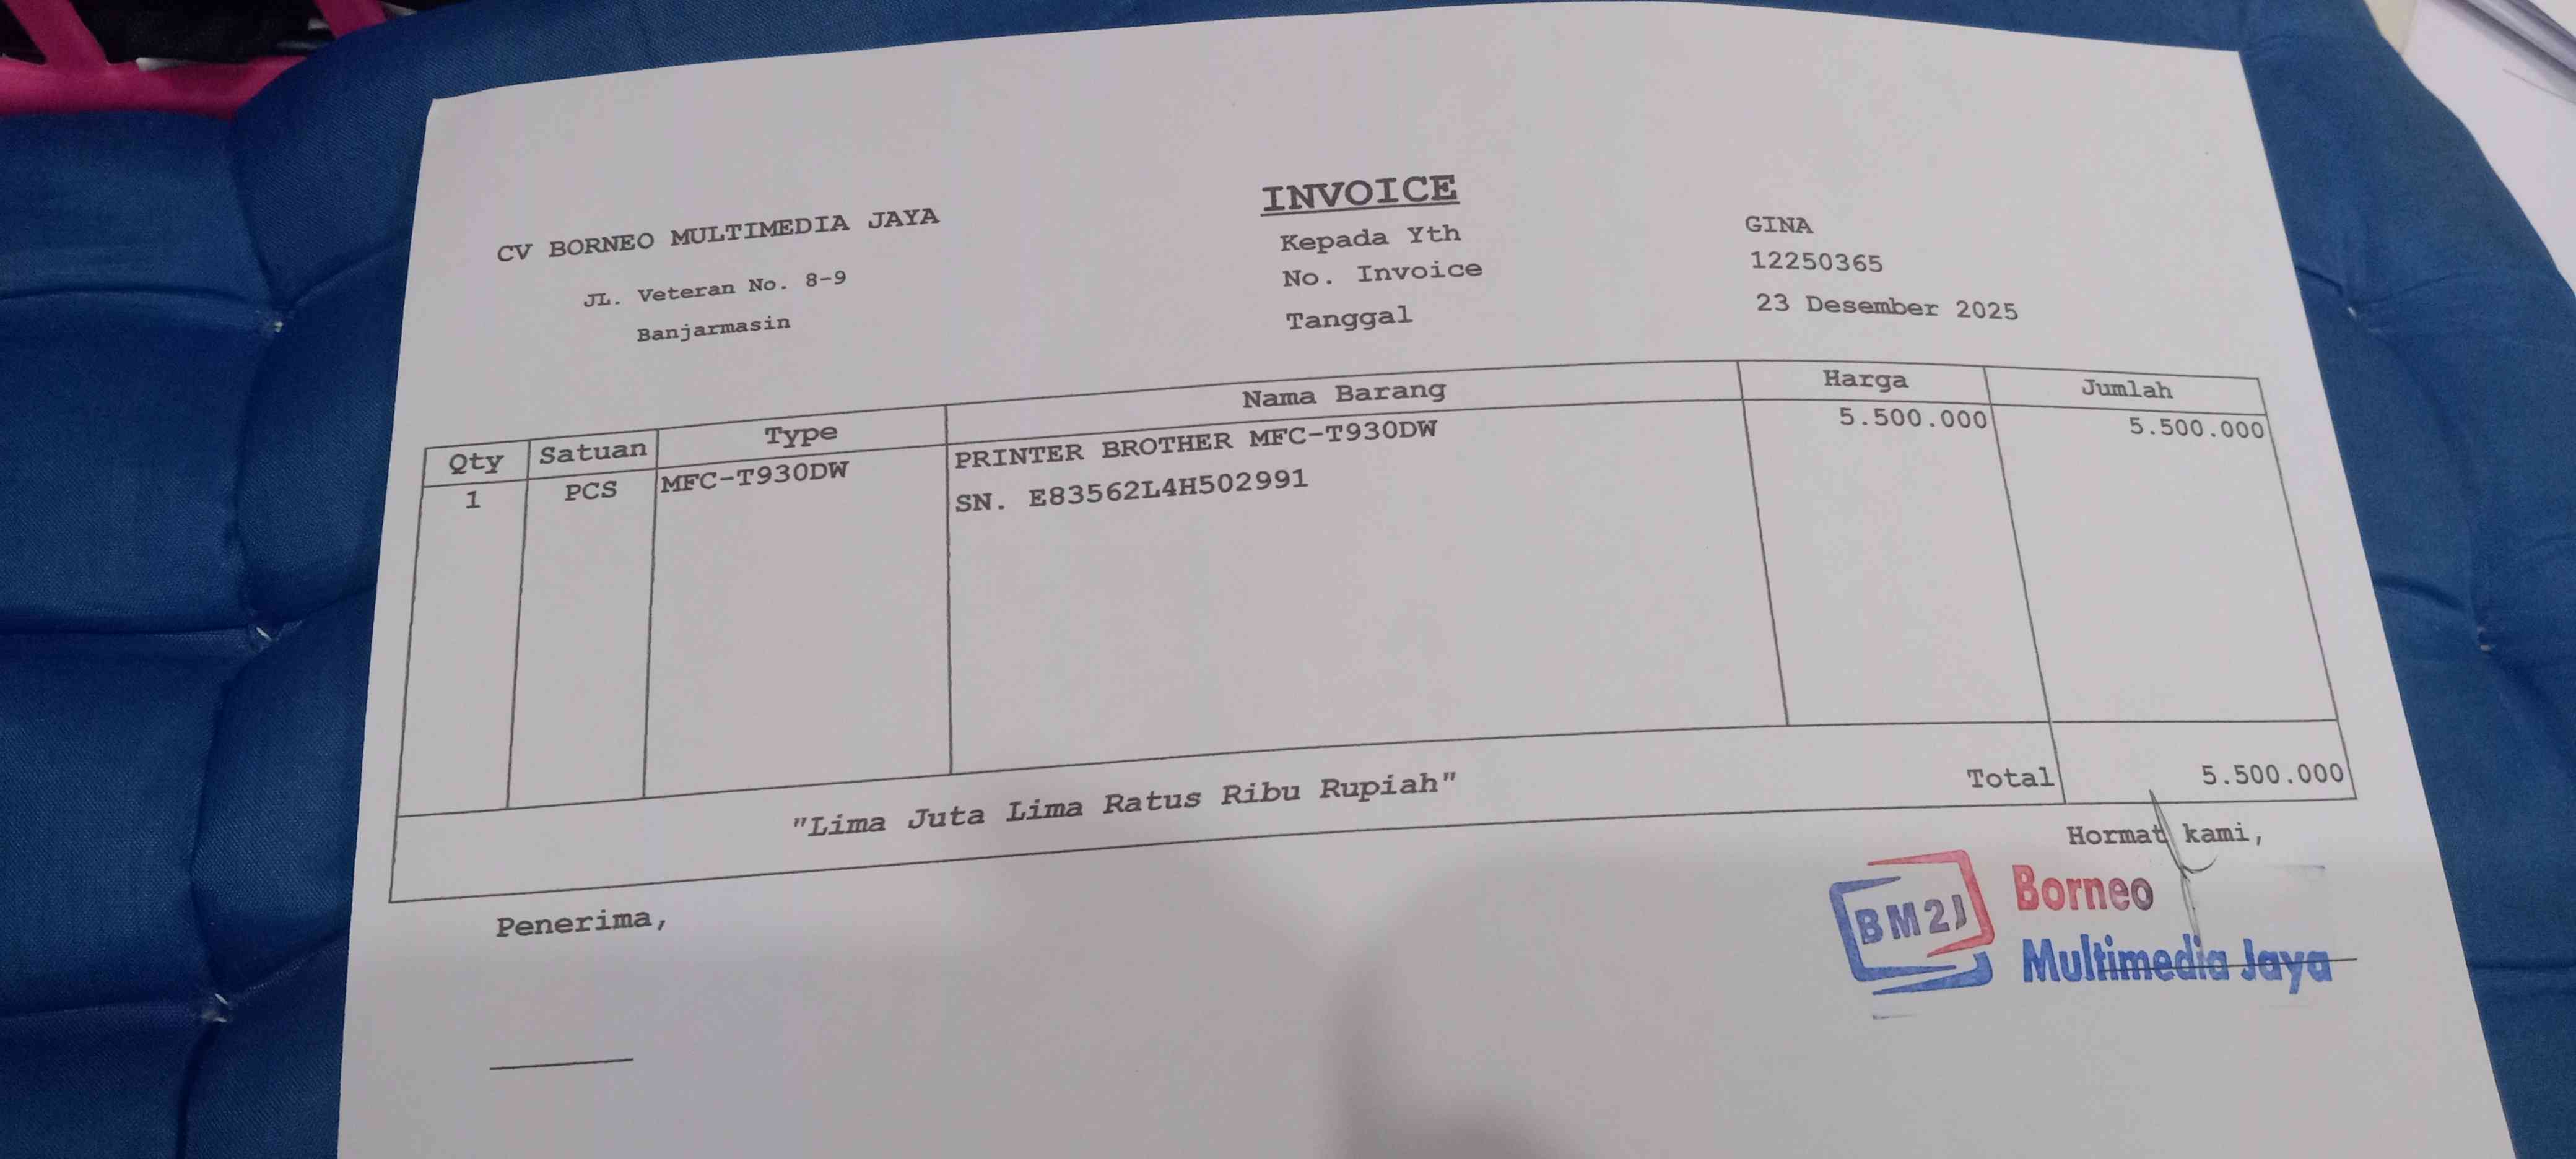 INVOICE
CV BORNEO MULTIMEDIA JAYA
JL. Veteran No. 8-9
Banjarmasin
Kepada Yth GINA
No. Invoice 12250365
Tanggal 23 Desember 2025
Qty Satuan Type Nama Barang Harga Jumlah
1 PCS MFC-T930DW PRINTER BROTHER MFC-T930DW 5.500.000 5.500.000
SN. E83562L4H502991
"Lima Juta Lima Ratus Ribu Rupiah" Total 5.500.000
Penerima, Hormat kami,
BM2J Borneo
Multimedia Jaya